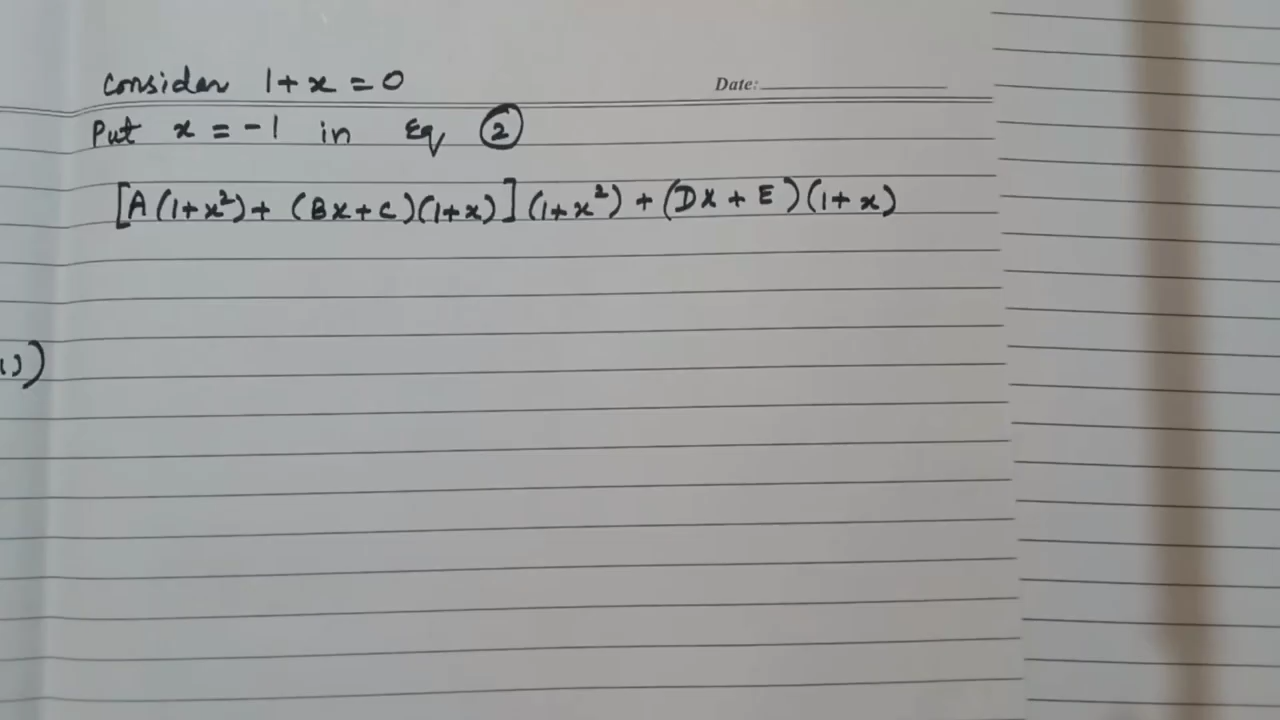 Date:
consider 1+x=0
Put x=-1 in Eq ②
[A(1+x²)+(Bx+C)(1+x)](1+x²)+(Dx+E)(1+x)